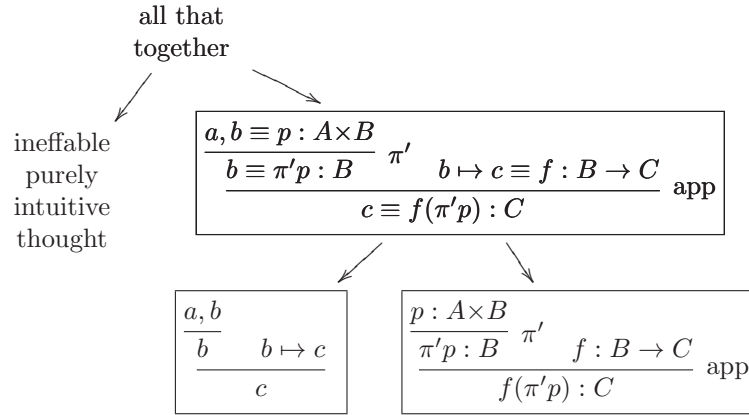 all that
together
ineffable
purely
intuitive
thought
a, b ≡ p : A×B
b ≡ π′p : B π′ b ↦ c ≡ f : B → C
c ≡ f(π′p) : C app
a, b
b b ↦ c
c
p : A×B
π′p : B π′ f : B → C
f(π′p) : C app